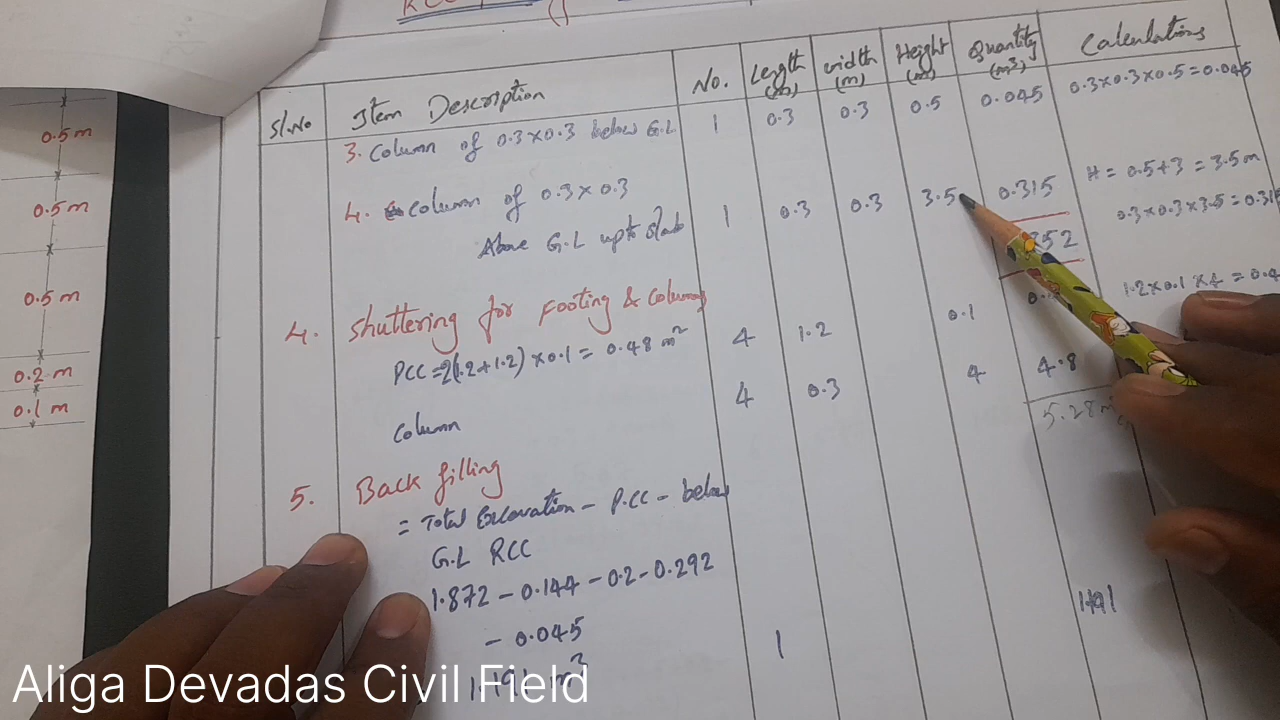 0.5 m
0.5 m
0.5 m
0.2 m
0.1 m
RCC
Sl.No Item Description No. Length (m) width (m) Height (m) Quantity (m³) Calculations
3. Column of 0.3×0.3 below G.L 1 0.3 0.3 0.5 0.045 0.3×0.3×0.5=0.045
4. Column of 0.3×0.3 H = 0.5+3 = 3.5m
Above G.L upto slab 1 0.3 0.3 3.5 0.315 0.3×0.3×3.5=0.315
352
4. Shuttering for Footing & Columns
PCC = 2(1.2+1.2)×0.1 = 0.48 m² 4 1.2 0.1 1.2×0.1×4 = 0.4
Column 4 0.3 4 4.8
5.28m
5. Back filling
= Total Excavation - P.CC - below
G.L RCC
1.872 - 0.144 - 0.2 - 0.292
- 0.045
1 m³
1
Aliga Devadas Civil Field